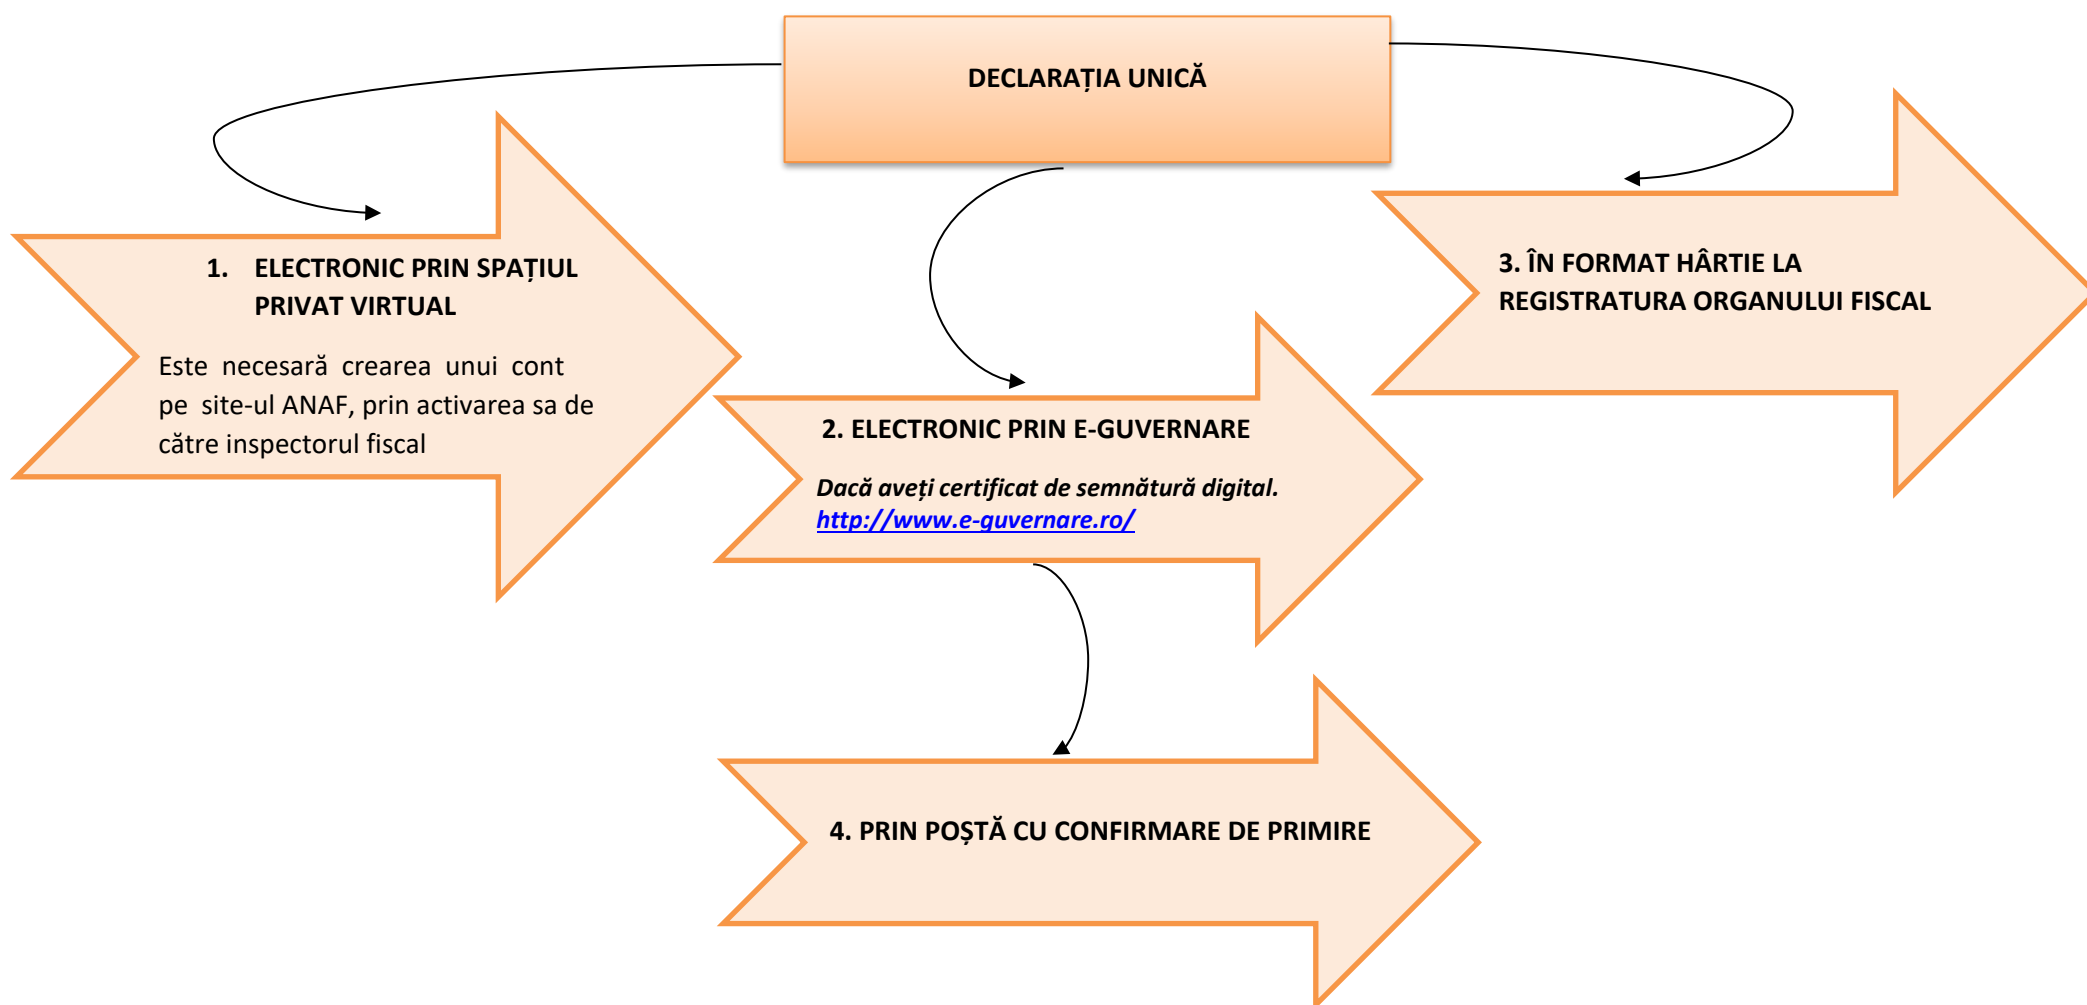 DECLARAȚIA UNICĂ
1. ELECTRONIC PRIN SPAȚIUL
PRIVAT VIRTUAL
Este necesară crearea unui cont
pe site-ul ANAF, prin activarea sa de
către inspectorul fiscal
2. ELECTRONIC PRIN E-GUVERNARE
Dacă aveți certificat de semnătură digital.
http://www.e-guvernare.ro/
3. ÎN FORMAT HÂRTIE LA
REGISTRATURA ORGANULUI FISCAL
4. PRIN POȘTĂ CU CONFIRMARE DE PRIMIRE